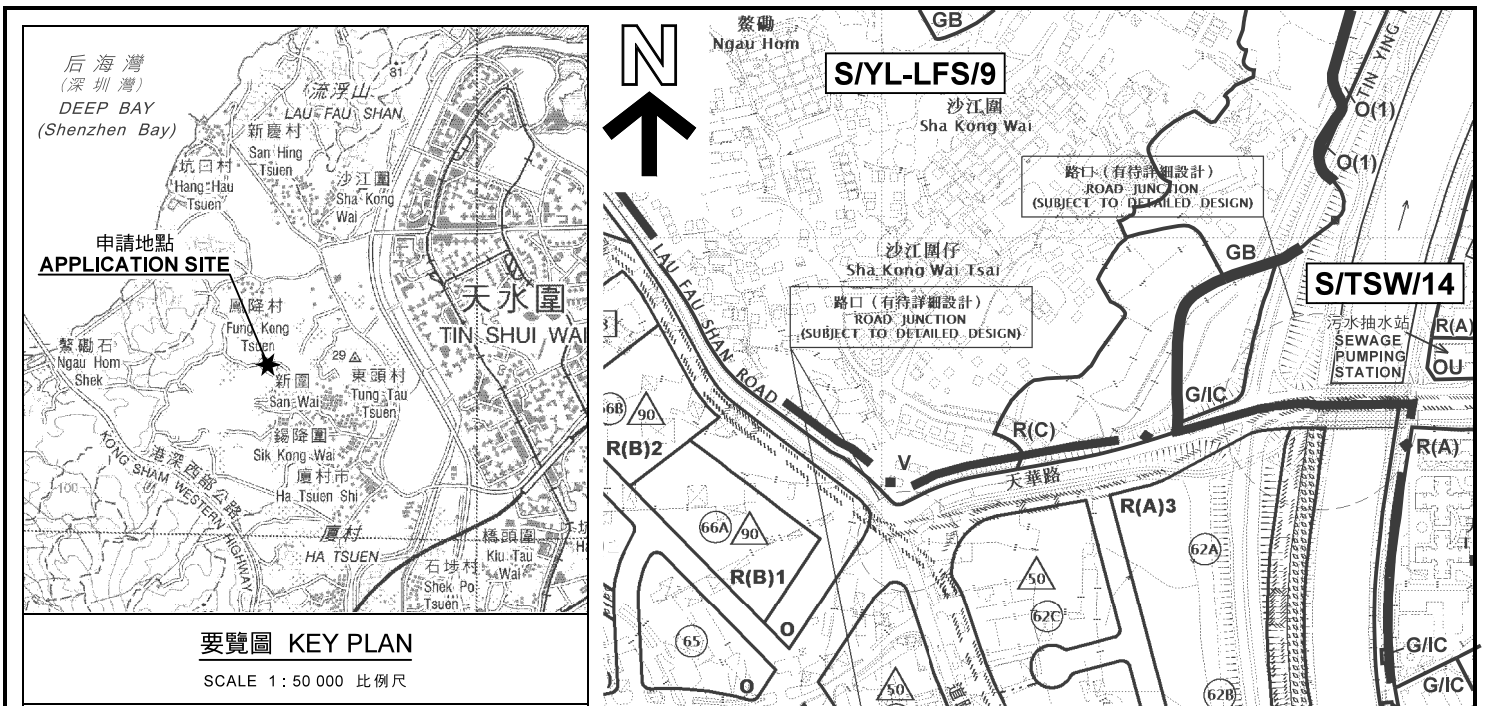 后海灣
(深圳灣)
DEEP BAY
(Shenzhen Bay)
81
流浮山
LAU FAU SHAN
新慶村
San Hing
Tsuen
坑口村
Hang Hau
Tsuen
沙江圍
Sha Kong
Wai
申請地點
APPLICATION SITE
天水圍
TIN SHUI WAI
鳳降村
Fung Kong
Tsuen
鰲磡石
Ngau Hom
Shek
29
東頭村
Tung Tau
Tsuen
新圍
San Wai
錫降圍
Sik Kong Wai
廈村市
Ha Tsuen Shi
港深西部公路
KONG SHAM WESTERN HIGHWAY
100
廈村
HA TSUEN
橋頭圍
Kiu Tau
Wai
石埗村
Shek Po
Tsuen
要覽圖 KEY PLAN
SCALE 1 : 50 000 比例尺
N
鰲磡
Ngau Hom
GB
S/YL-LFS/9
沙江圍
Sha Kong Wai
TIN YING
O(1)
O(1)
路口 (有待詳細設計)
ROAD JUNCTION
(SUBJECT TO DETAILED DESIGN)
沙江圍仔
Sha Kong Wai Tsai
GB
S/TSW/14
LAU FAU SHAN ROAD
路口 (有待詳細設計)
ROAD JUNCTION
(SUBJECT TO DETAILED DESIGN)
污水抽水站
SEWAGE
PUMPING
STATION
R(A)
OU
G/IC
66B
90
R(B)2
R(C)
V
R(A)
天華路
R(A)3
66A
90
62A
R(B)1
50
62C
65
O
O
50
62B
G/IC
G/IC